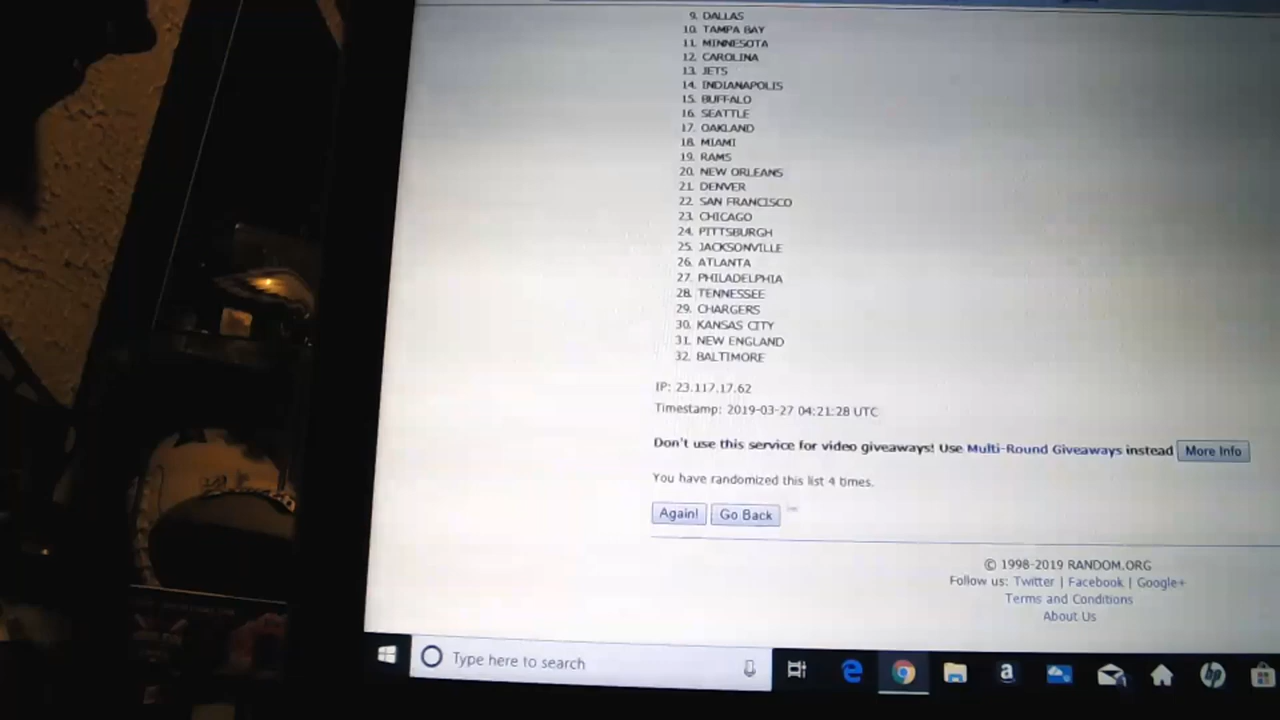 9. DALLAS
10. TAMPA BAY
11. MINNESOTA
12. CAROLINA
13. JETS
14. INDIANAPOLIS
15. BUFFALO
16. SEATTLE
17. OAKLAND
18. MIAMI
19. RAMS
20. NEW ORLEANS
21. DENVER
22. SAN FRANCISCO
23. CHICAGO
24. PITTSBURGH
25. JACKSONVILLE
26. ATLANTA
27. PHILADELPHIA
28. TENNESSEE
29. CHARGERS
30. KANSAS CITY
31. NEW ENGLAND
32. BALTIMORE
IP: 23.117.17.62
Timestamp: 2019-03-27 04:21:28 UTC
Don't use this service for video giveaways! Use Multi-Round Giveaways instead More Info
You have randomized this list 4 times.
Again! Go Back
© 1998-2019 RANDOM.ORG
Follow us: Twitter | Facebook | Google+
Terms and Conditions
About Us
Type here to search